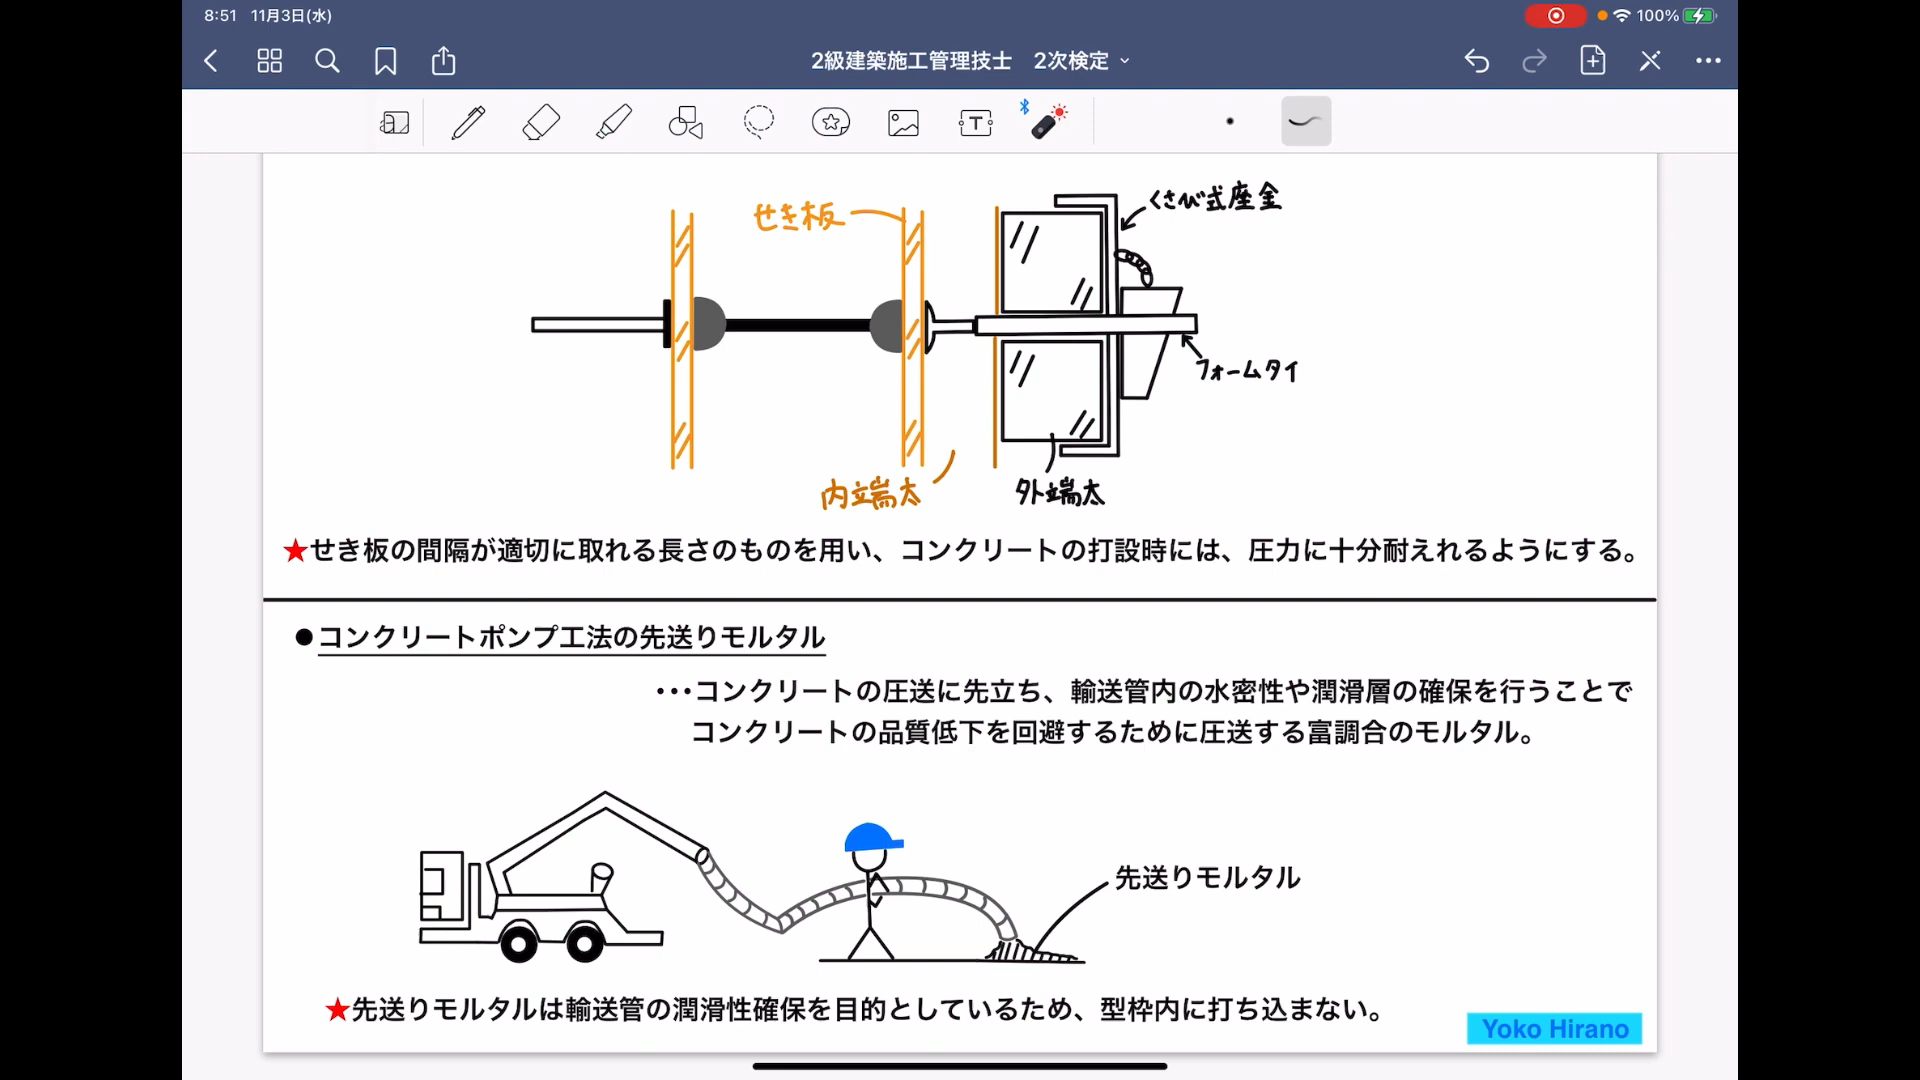 8:51 11月3日(水)
100%
2級建築施工管理技士 2次検定
T
せき板
くさび式座金
フォームタイ
内端太
外端太
★せき板の間隔が適切に取れる長さのものを用い、コンクリートの打設時には、圧力に十分耐えれるようにする。
●コンクリートポンプ工法の先送りモルタル
・・・コンクリートの圧送に先立ち、輸送管内の水密性や潤滑層の確保を行うことで
コンクリートの品質低下を回避するために圧送する富調合のモルタル。
先送りモルタル
★先送りモルタルは輸送管の潤滑性確保を目的としているため、型枠内に打ち込まない。
Yoko Hirano